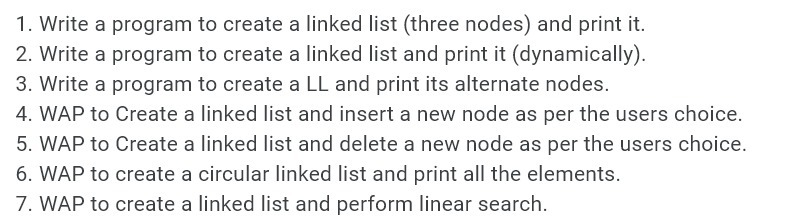 1. Write a program to create a linked list (three nodes) and print it.
2. Write a program to create a linked list and print it (dynamically).
3. Write a program to create a LL and print its alternate nodes.
4. WAP to Create a linked list and insert a new node as per the users choice.
5. WAP to Create a linked list and delete a new node as per the users choice.
6. WAP to create a circular linked list and print all the elements.
7. WAP to create a linked list and perform linear search.